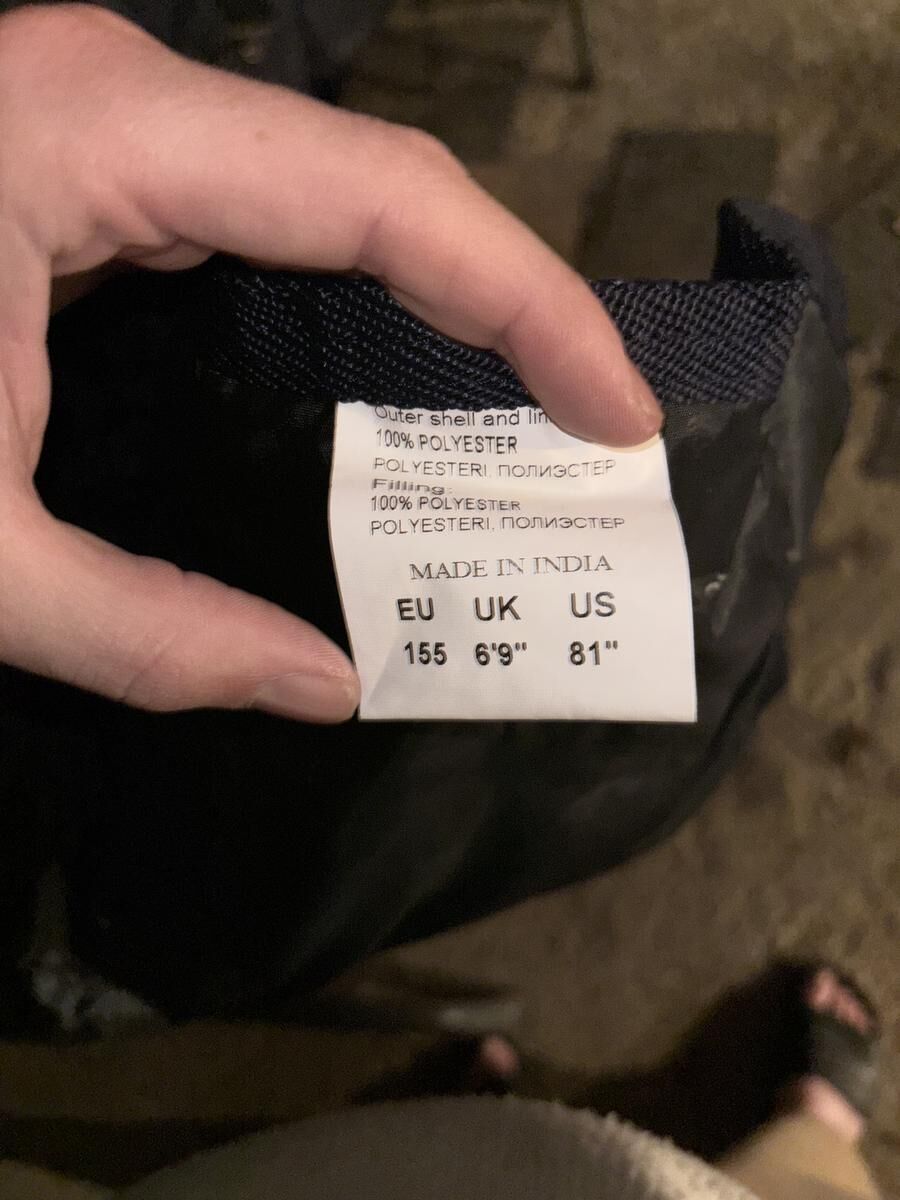 Outer shell and
100% POLYESTER
POLYESTERI, ПОЛИЭСТЕР
Filling:
100% POLYESTER
POLYESTERI, ПОЛИЭСТЕР
MADE IN INDIA
EU UK US
155 6'9" 81"